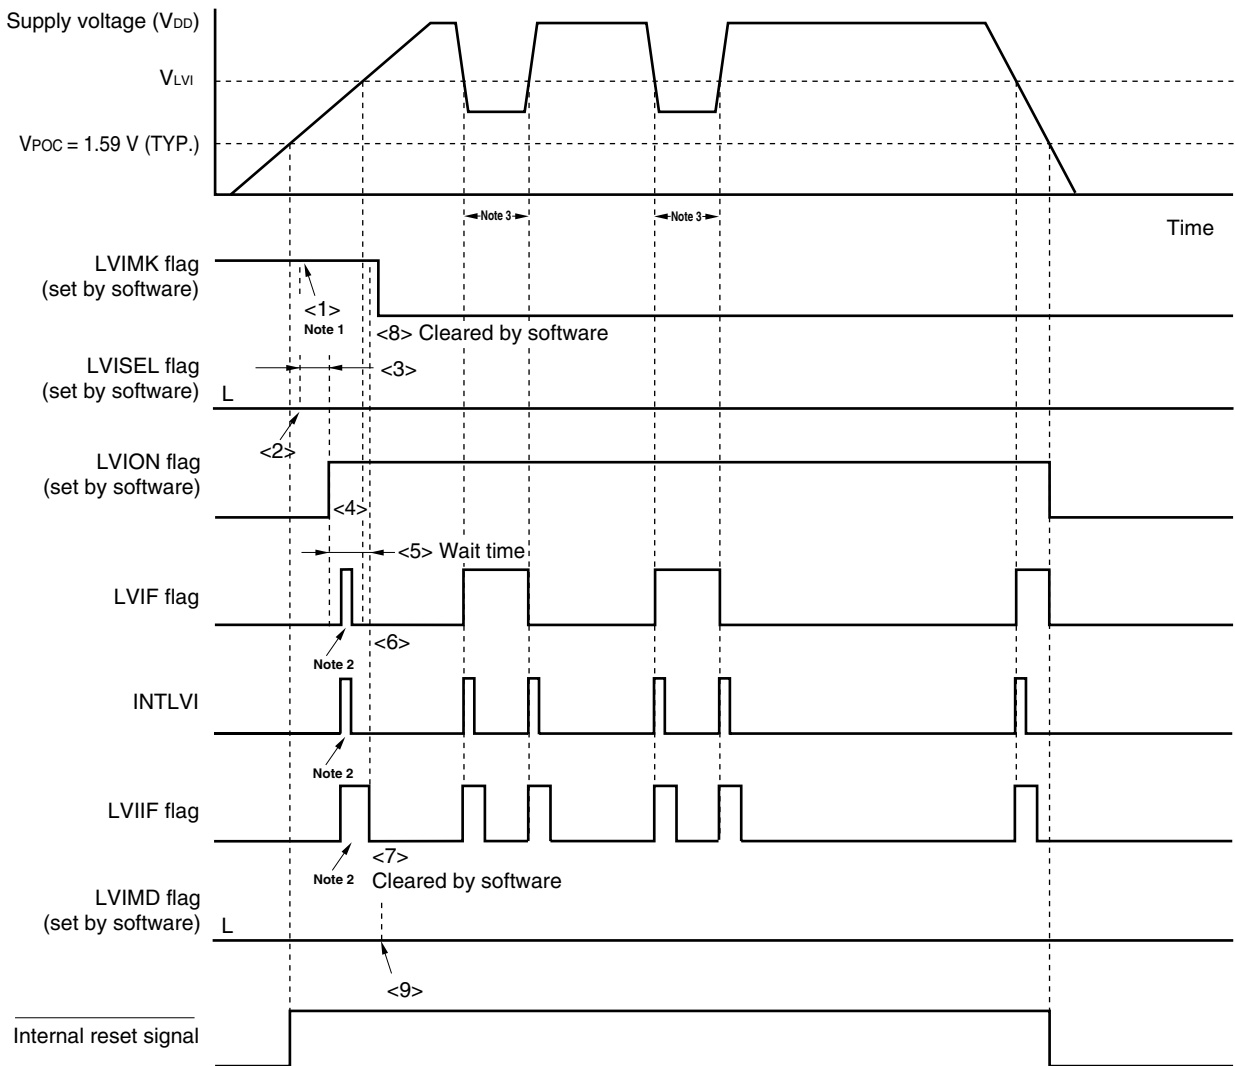 Supply voltage (VDD)
VLVI
VPOC = 1.59 V (TYP.)
Note 3
Note 3
Time
LVIMK flag
(set by software)
<1>
Note 1
<8> Cleared by software
LVISEL flag
(set by software)
L
<3>
<2>
LVION flag
(set by software)
<4>
<5> Wait time
LVIF flag
<6>
Note 2
INTLVI
Note 2
LVIIF flag
Note 2
<7>
Cleared by software
LVIMD flag
(set by software)
L
<9>
Internal reset signal